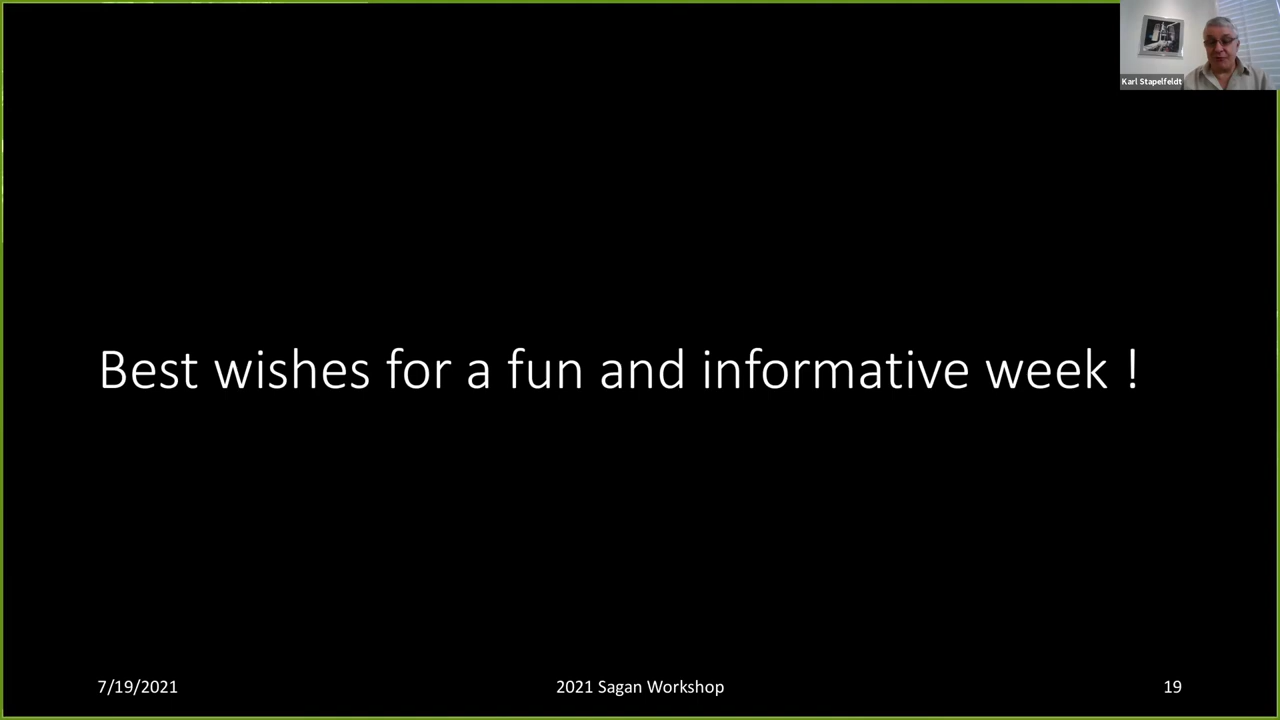 Karl Stapelfeldt
Best wishes for a fun and informative week !
7/19/2021
2021 Sagan Workshop
19